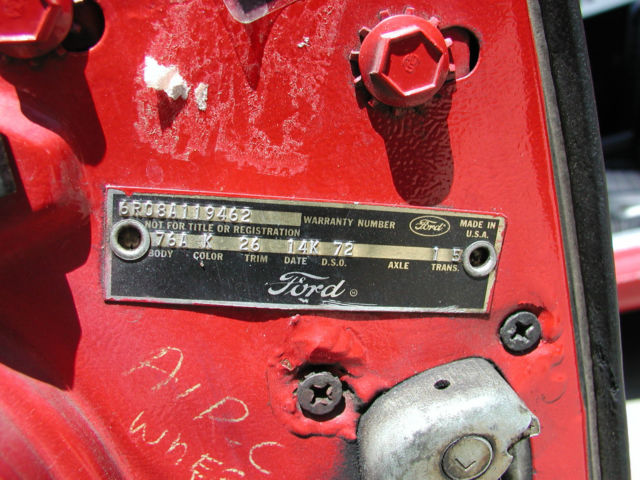 6R08A119462 WARRANTY NUMBER Ford MADE IN U.S.A.
NOT FOR TITLE OR REGISTRATION
76A K 26 14K 72 1 5
BODY COLOR TRIM DATE D.S.O. AXLE TRANS.
Ford ®
AIR-C
WHEE
L